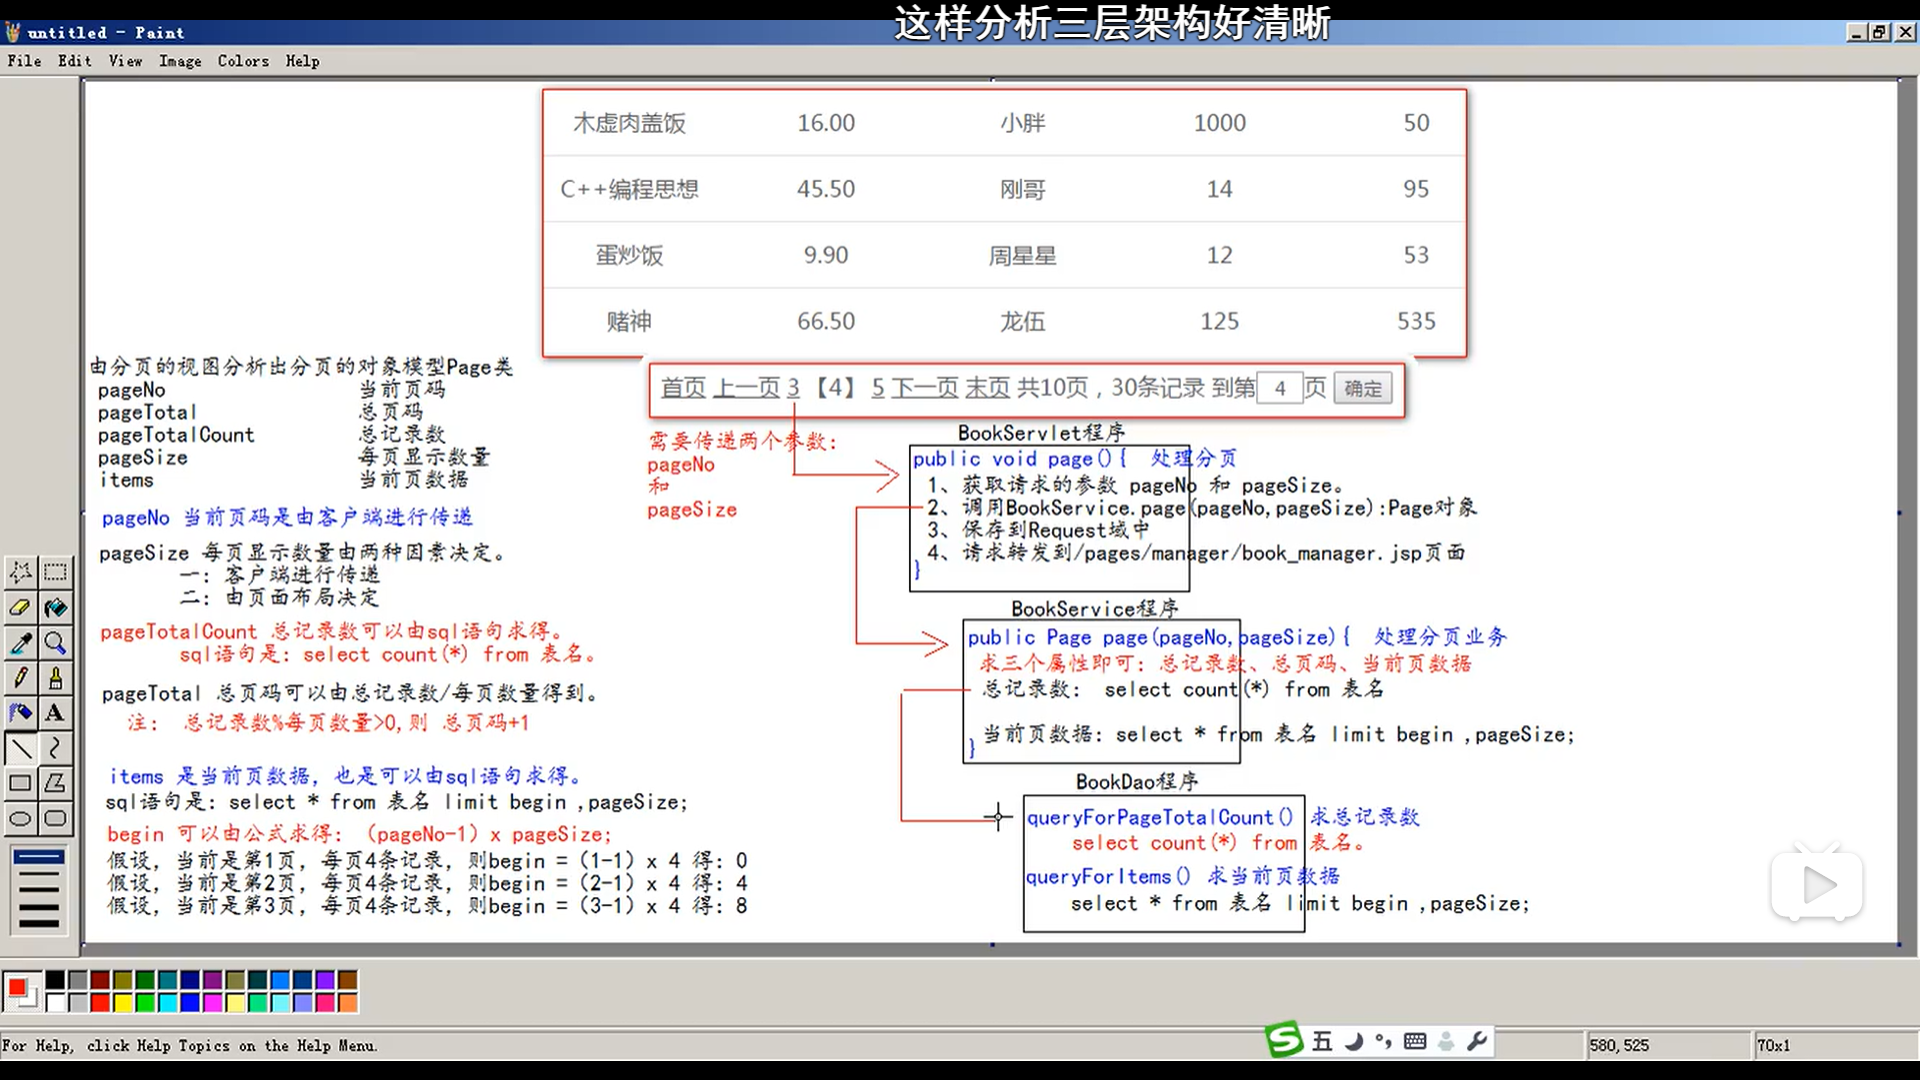 这样分析三层架构好清晰
untitled - Paint
File Edit View Image Colors Help
木虚肉盖饭 16.00 小胖 1000 50
C++编程思想 45.50 刚哥 14 95
蛋炒饭 9.90 周星星 12 53
赌神 66.50 龙伍 125 535
首页 上一页 3 【4】 5 下一页 末页 共10页，30条记录 到第 4 页 确定
由分页的视图分析出分页的对象模型Page类
pageNo 当前页码
pageTotal 总页码
pageTotalCount 总记录数
pageSize 每页显示数量
items 当前页数据
pageNo 当前页码是由客户端进行传递
pageSize 每页显示数量由两种因素决定。
一：客户端进行传递
二：由页面布局决定
pageTotalCount 总记录数可以由sql语句求得。
sql语句是：select count(*) from 表名。
pageTotal 总页码可以由总记录数/每页数量得到。
注： 总记录数%每页数量>0,则 总页码+1
items 是当前页数据，也是可以由sql语句求得。
sql语句是：select * from 表名 limit begin ,pageSize;
begin 可以由公式求得：（pageNo-1）x pageSize;
假设，当前是第1页，每页4条记录，则begin =（1-1）x 4 得：0
假设，当前是第2页，每页4条记录，则begin =（2-1）x 4 得：4
假设，当前是第3页，每页4条记录，则begin =（3-1）x 4 得：8
需要传递两个参数：
pageNo
和
pageSize
BookServlet程序
public void page(){ 处理分页
1、获取请求的参数 pageNo 和 pageSize。
2、调用BookService.page(pageNo,pageSize):Page对象
3、保存到Request域中
4、请求转发到/pages/manager/book_manager.jsp页面
}
BookService程序
public Page page(pageNo,pageSize){ 处理分页业务
求三个属性即可：总记录数、总页码、当前页数据
总记录数： select count(*) from 表名
当前页数据：select * from 表名 limit begin ,pageSize;
}
BookDao程序
queryForPageTotalCount() 求总记录数
select count(*) from 表名。
queryForItems() 求当前页数据
select * from 表名 limit begin ,pageSize;
A
For Help, click Help Topics on the Help Menu.
S 五
580,525
70x1